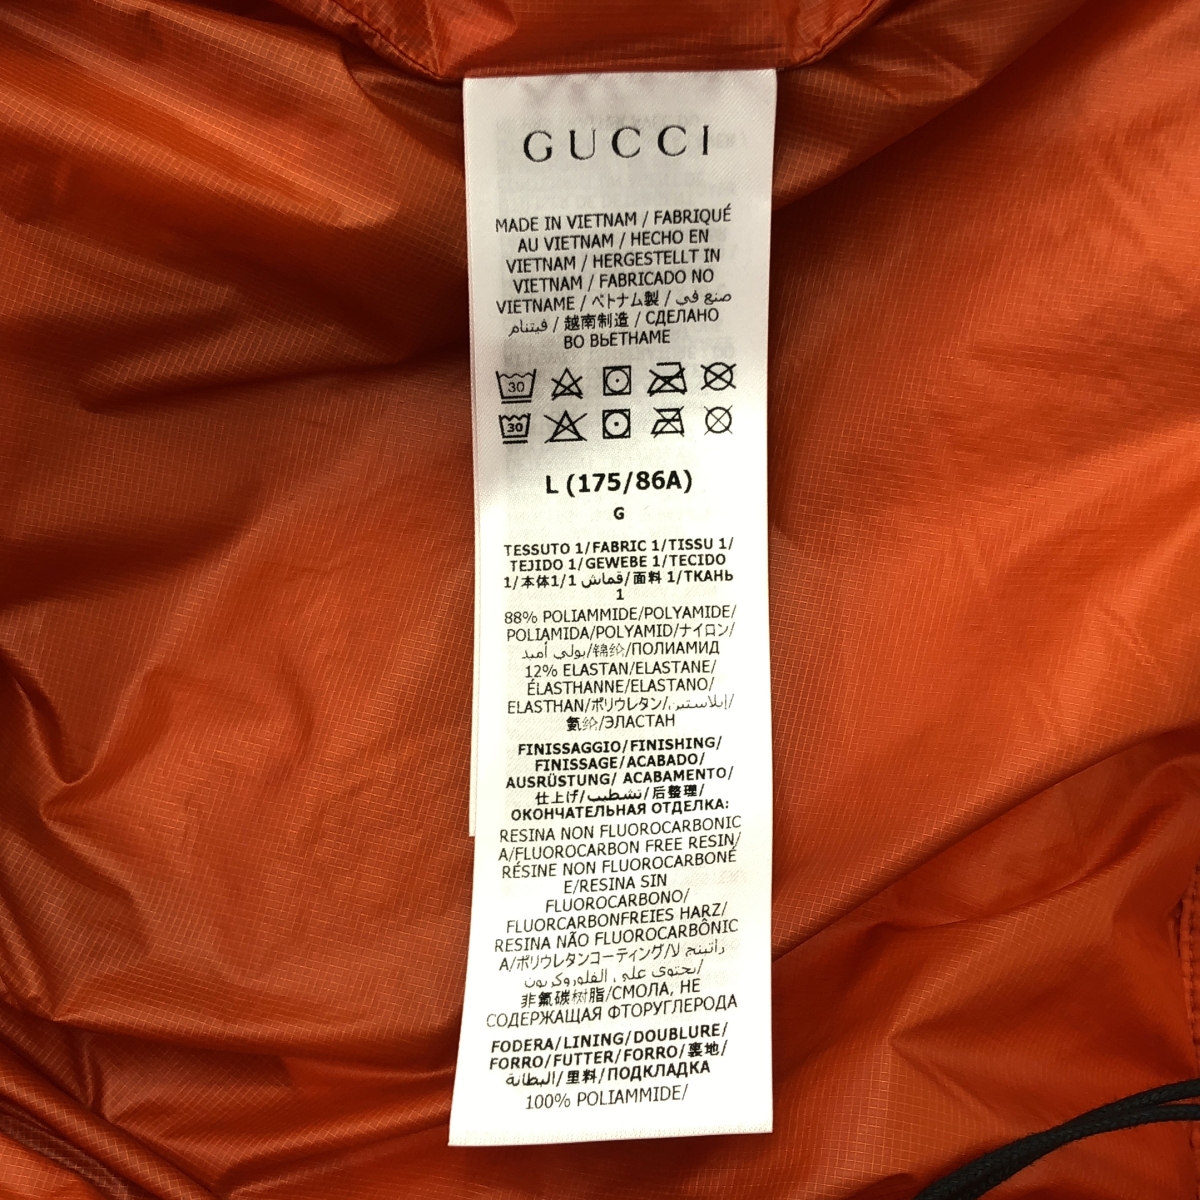 GUCCI
MADE IN VIETNAM / FABRIQUÉ
AU VIETNAM / HECHO EN
VIETNAM / HERGESTELLT IN
VIETNAM / FABRICADO NO
VIETNAME / ベトナム製 / صنع في
فيتنام / 越南制造 / СДЕЛАНО
ВО ВЬЕТНАМЕ
30
30
L (175/86A)
G
TESSUTO 1/FABRIC 1/TISSU 1/
TEJIDO 1/GEWEBE 1/TECIDO
1/本体1/1 قماش/面料 1/ТКАНЬ
1
88% POLIAMMIDE/POLYAMIDE/
POLIAMIDA/POLYAMID/ナイロン/
بولي أميد/锦纶/ПОЛИАМИД
12% ELASTAN/ELASTANE/
ÉLASTHANNE/ELASTANO/
ELASTHAN/ポリウレタン/إيلاستين/
氨纶/ЭЛАСТАН
FINISSAGGIO/FINISHING/
FINISSAGE/ACABADO/
AUSRÜSTUNG/ ACABAMENTO/
仕上げ/تشطيب/后整理/
ОКОНЧАТЕЛЬНАЯ ОТДЕЛКА:
RESINA NON FLUOROCARBONIC
A/FLUOROCARBON FREE RESIN/
RÉSINE NON FLUOROCARBONÉ
E/RESINA SIN
FLUOROCARBONO/
FLUORCARBONFREIES HARZ/
RESINA NÃO FLUOROCARBÔNIC
A/ポリウレタンコーティング/راتينج لا
يحتوي على الفلوروكربون/
非氟碳树脂/СМОЛА, НЕ
СОДЕРЖАЩАЯ ФТОРУГЛЕРОДА
FODERA/LINING/DOUBLURE/
FORRO/FUTTER/FORRO/裏地/
البطانة/里料/ПОДКЛАДКА
100% POLIAMMIDE/